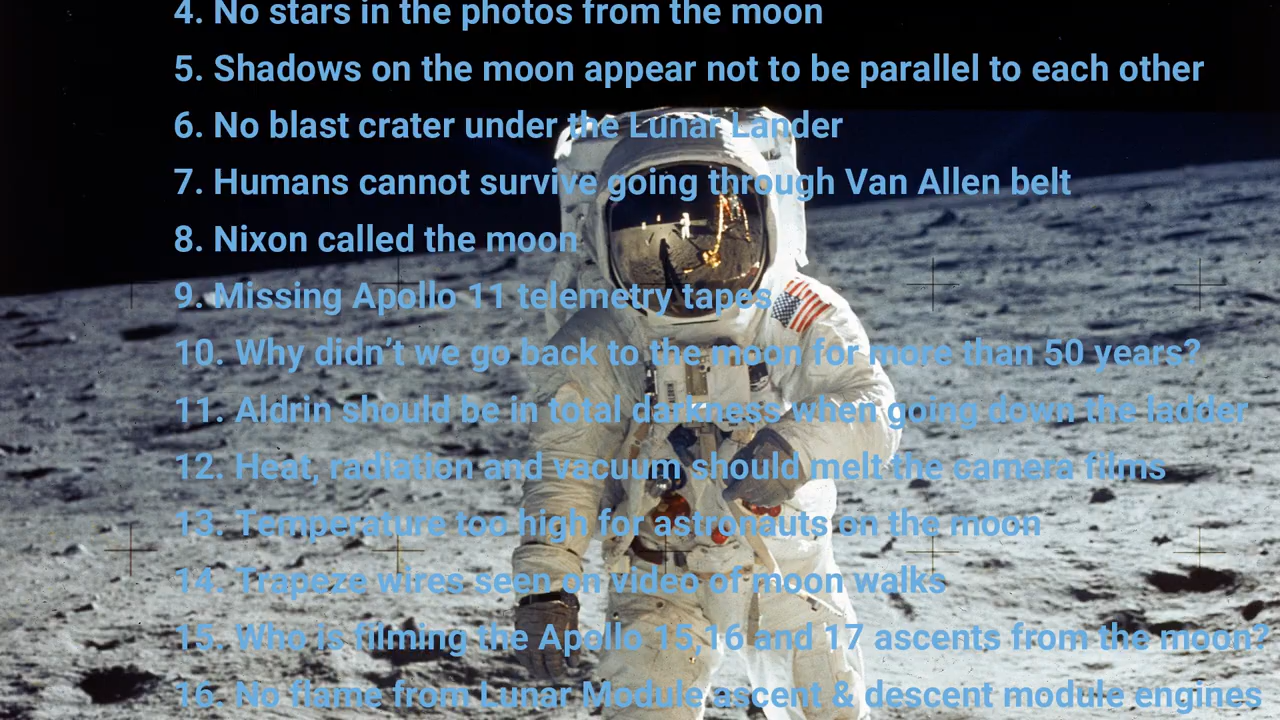 4. No stars in the photos from the moon
5. Shadows on the moon appear not to be parallel to each other
6. No blast crater under the Lunar Lander
7. Humans cannot survive going through Van Allen belt
8. Nixon called the moon
9. Missing Apollo 11 telemetry tapes
10. Why didn’t we go back to the moon for more than 50 years?
11. Aldrin should be in total darkness when going down the ladder
12. Heat, radiation and vacuum should melt the camera films
13. Temperature too high for astronauts on the moon
14. Trapeze wires seen on video of moon walks
15. Who is filming the Apollo 15,16 and 17 ascents from the moon?
16. No flame from Lunar Module ascent & descent module engines